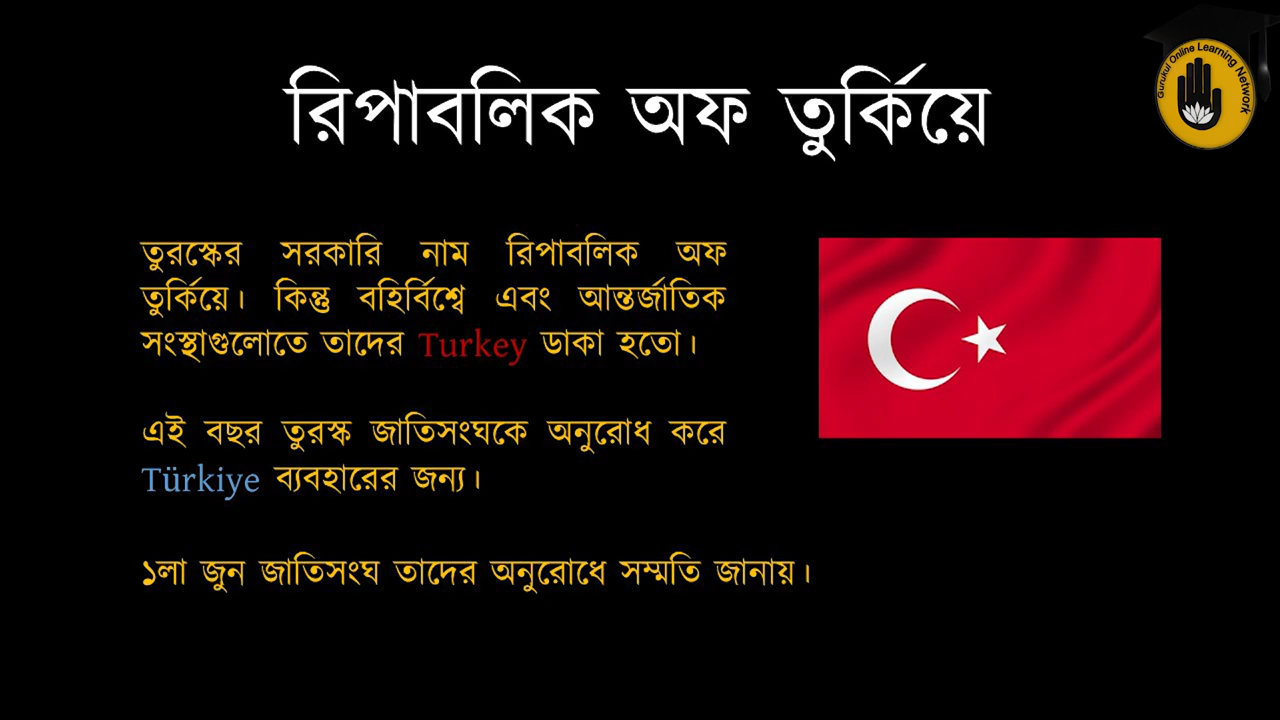 রিপাবলিক অফ তুর্কিয়ে
Gurukul Online Learning Network
তুরস্কের সরকারি নাম রিপাবলিক অফ
তুর্কিয়ে। কিন্তু বহির্বিশ্বে এবং আন্তর্জাতিক
সংস্থাগুলোতে তাদের Turkey ডাকা হতো।
এই বছর তুরস্ক জাতিসংঘকে অনুরোধ করে
Türkiye ব্যবহারের জন্য।
১লা জুন জাতিসংঘ তাদের অনুরোধে সম্মতি জানায়।